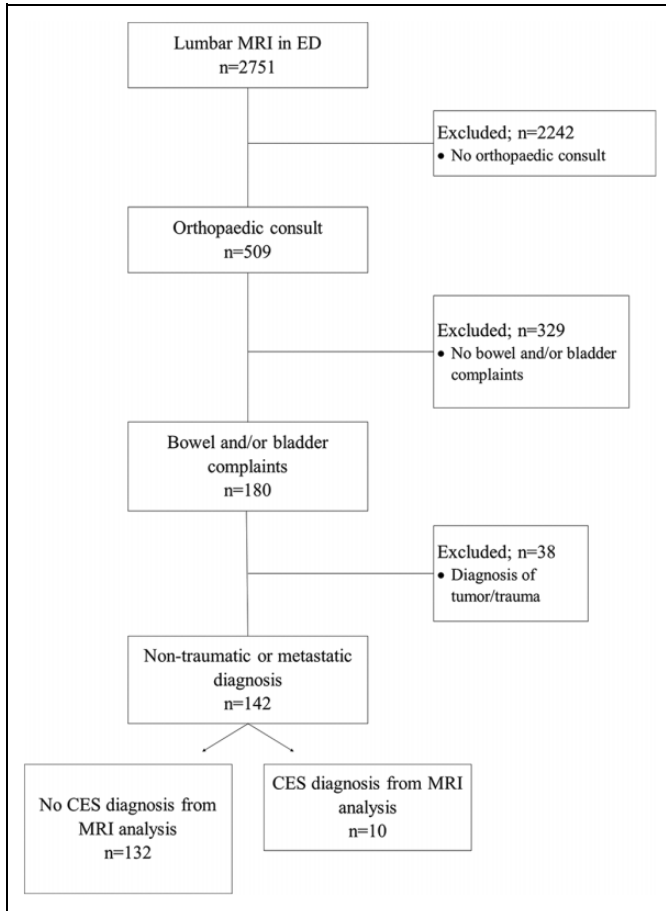 Lumbar MRI in ED
n=2751
Excluded; n=2242
• No orthopaedic consult
Orthopaedic consult
n=509
Excluded; n=329
• No bowel and/or bladder
complaints
Bowel and/or bladder
complaints
n=180
Excluded; n=38
• Diagnosis of
tumor/trauma
Non-traumatic or metastatic
diagnosis
n=142
No CES diagnosis from
MRI analysis
n=132
CES diagnosis from MRI
analysis
n=10